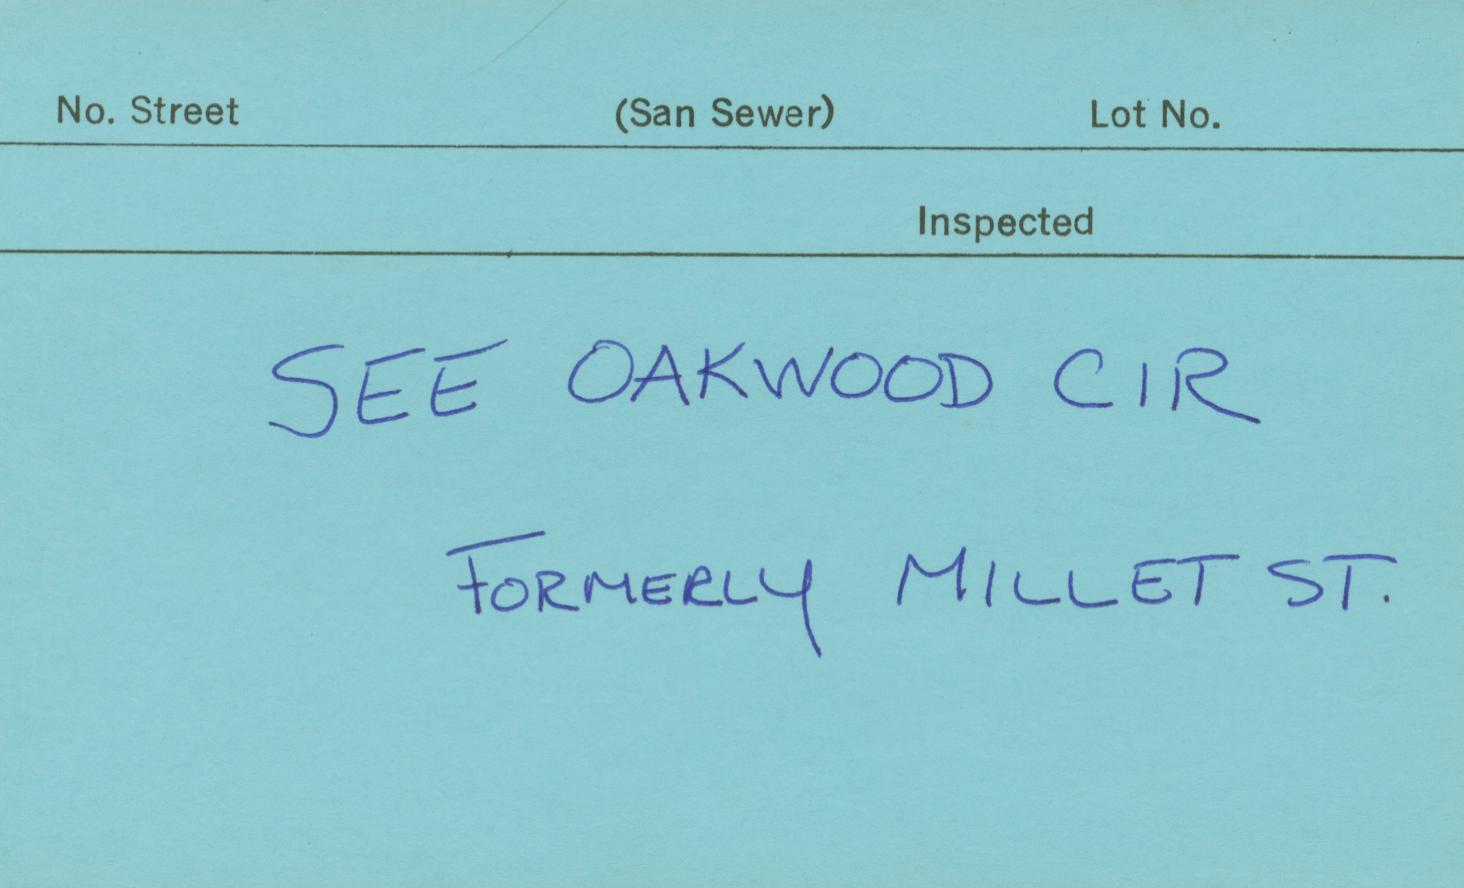 No. Street (San Sewer) Lot No.
Inspected
SEE OAKWOOD CIR
FORMERLY MILLET ST.